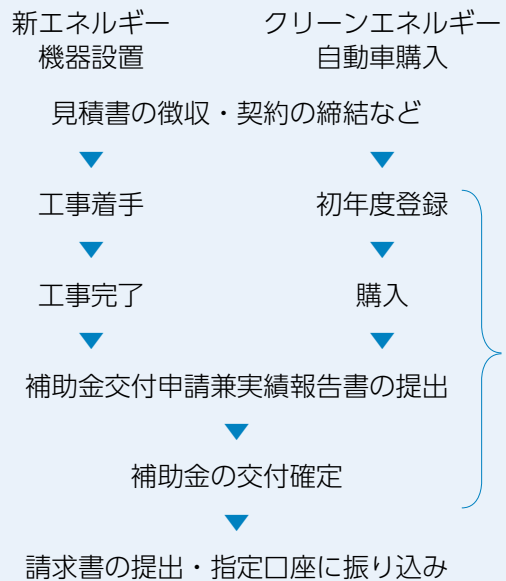 新エネルギー
機器設置
クリーンエネルギー
自動車購入
見積書の徴収・契約の締結など
工事着手
初年度登録
工事完了
購入
補助金交付申請兼実績報告書の提出
補助金の交付確定
請求書の提出・指定口座に振り込み